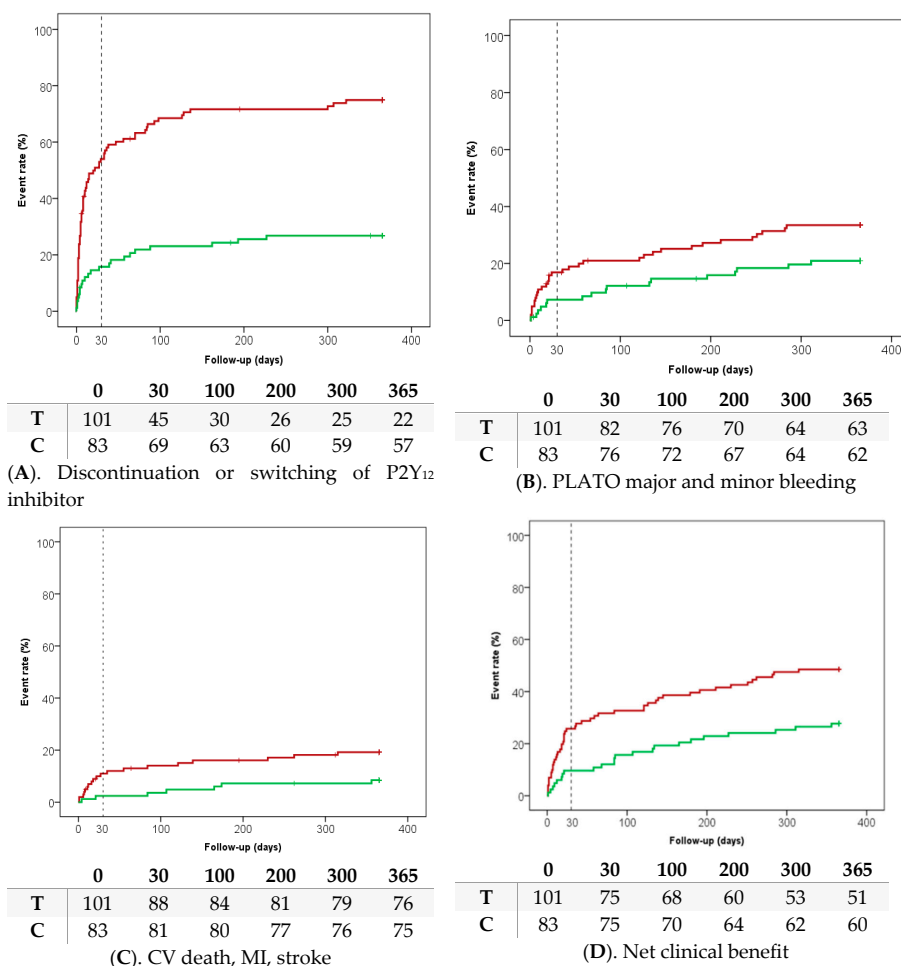 100
80
60
40
20
0
Event rate (%)
0 30 100 200 300 400
Follow-up (days)
0 30 100 200 300 365
T 101 45 30 26 25 22
C 83 69 63 60 59 57
(A). Discontinuation or switching of P2Y12
inhibitor
100
80
60
40
20
0
Event rate (%)
0 30 100 200 300 400
Follow-up (days)
0 30 100 200 300 365
T 101 82 76 70 64 63
C 83 76 72 67 64 62
(B). PLATO major and minor bleeding
100
80
60
40
20
0
Event rate (%)
0 30 100 200 300 400
Follow-up (days)
0 30 100 200 300 365
T 101 88 84 81 79 76
C 83 81 80 77 76 75
(C). CV death, MI, stroke
100
80
60
40
20
0
Event rate (%)
0 30 100 200 300 400
Follow-up (days)
0 30 100 200 300 365
T 101 75 68 60 53 51
C 83 75 70 64 62 60
(D). Net clinical benefit